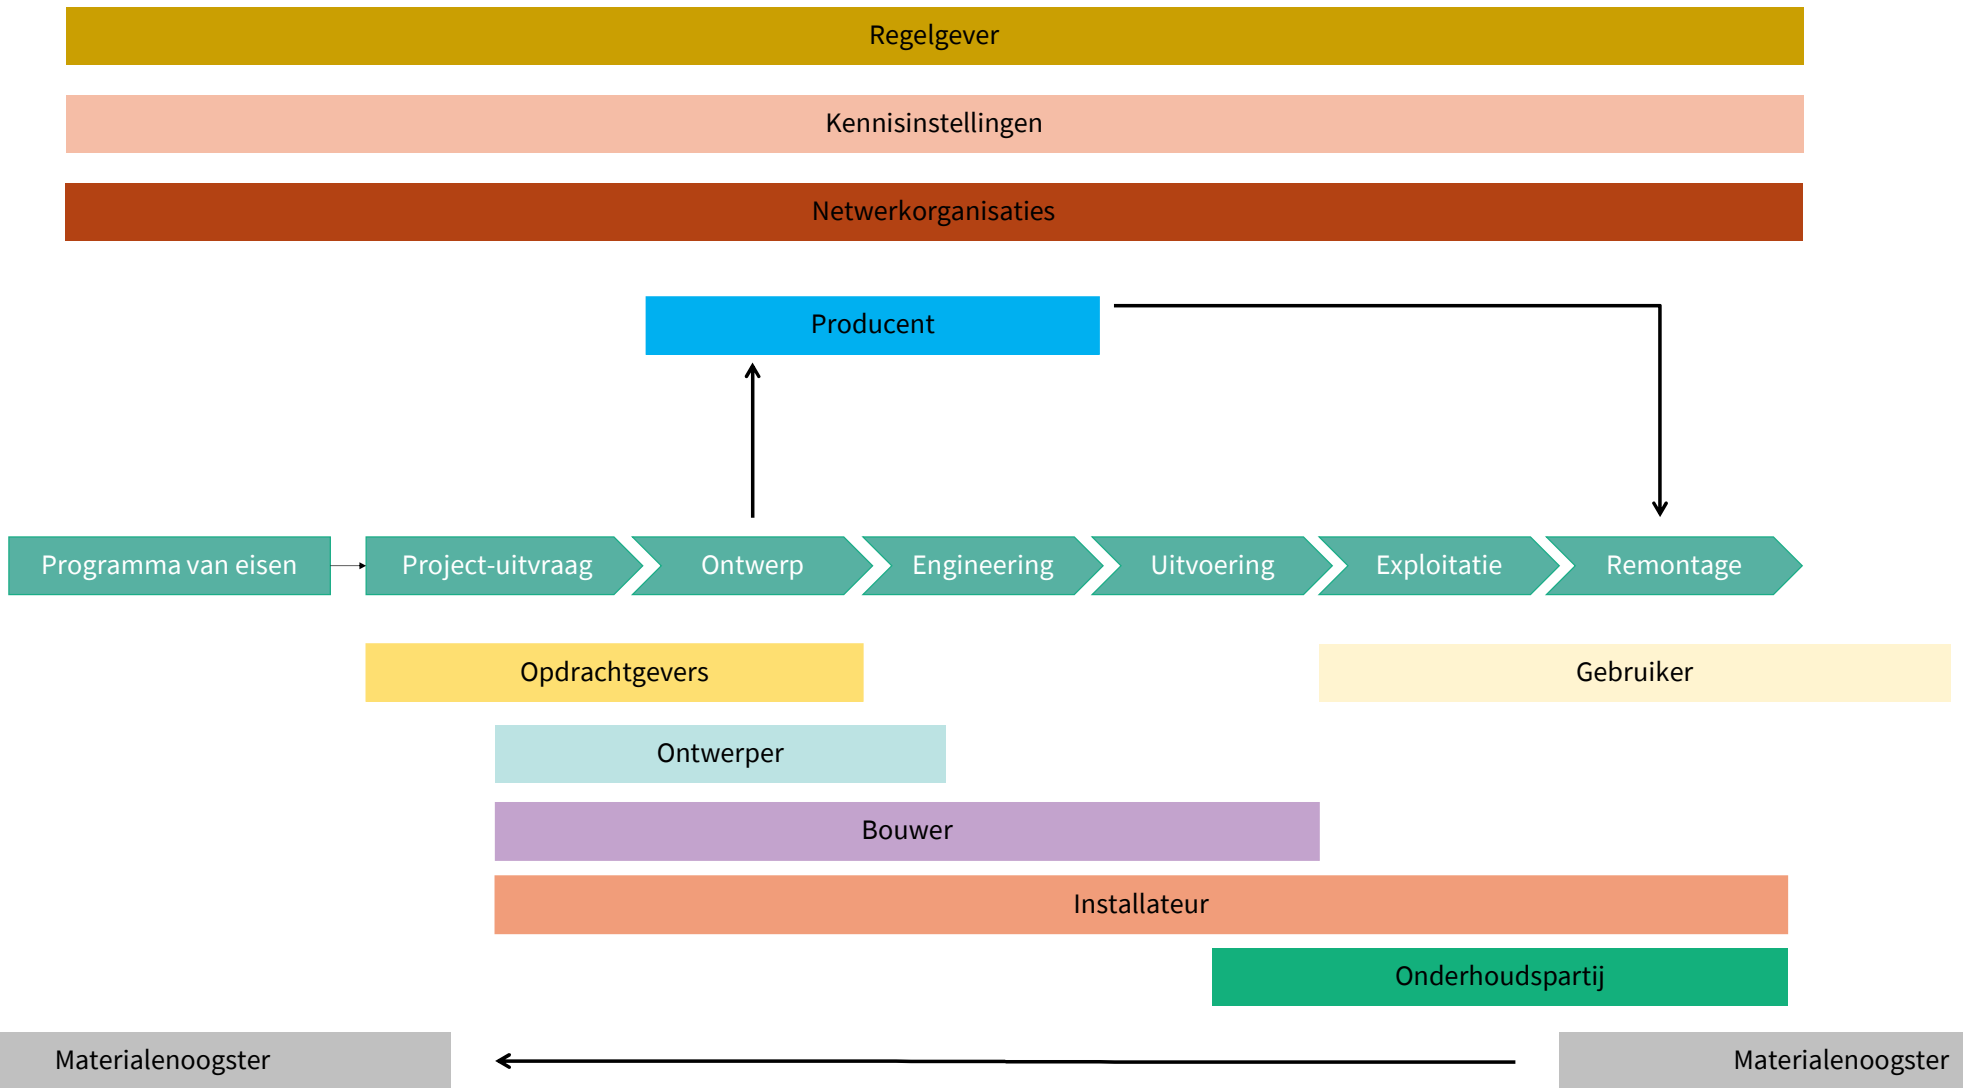 Regelgever
Kennisinstellingen
Netwerkorganisaties
Producent
Programma van eisen
Project-uitvraag
Ontwerp
Engineering
Uitvoering
Exploitatie
Remontage
Opdrachtgevers
Gebruiker
Ontwerper
Bouwer
Installateur
Onderhoudspartij
Materialenoogster
Materialenoogster